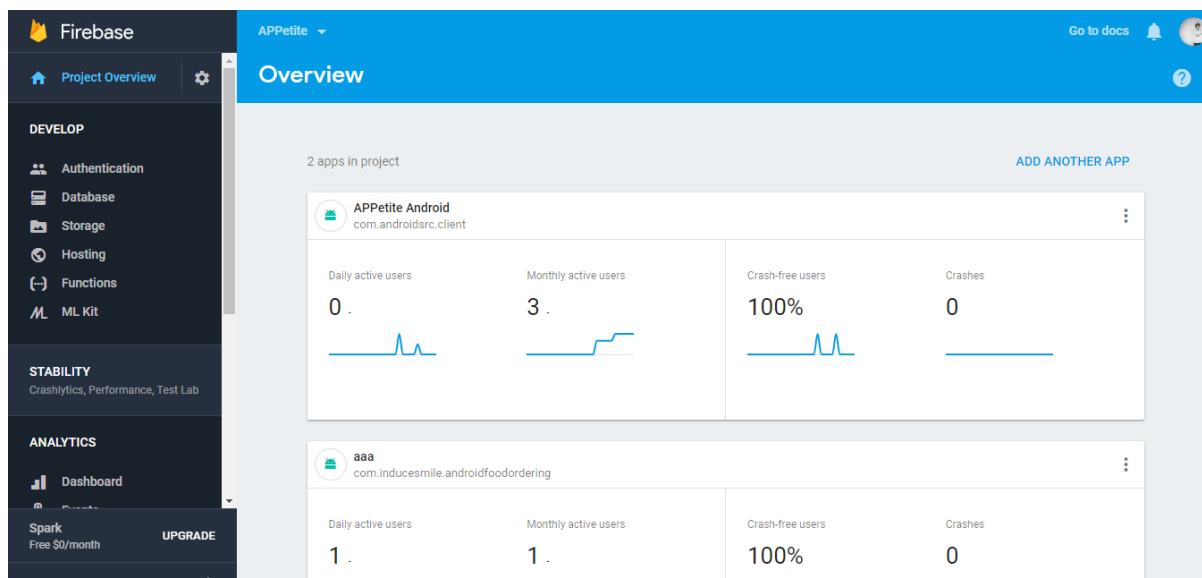 Firebase
Project Overview
DEVELOP
Authentication
Database
Storage
Hosting
Functions
ML Kit
STABILITY
Crashlytics, Performance, Test Lab
ANALYTICS
Dashboard
Spark
Free $0/month
UPGRADE
APPetite
Go to docs
Overview
2 apps in project
ADD ANOTHER APP
APPetite Android
com.androidsrc.client
Daily active users
Monthly active users
Crash-free users
Crashes
0
3
100%
0
aaa
com.inducesmile.androidfoodordering
Daily active users
Monthly active users
Crash-free users
Crashes
1
1
100%
0